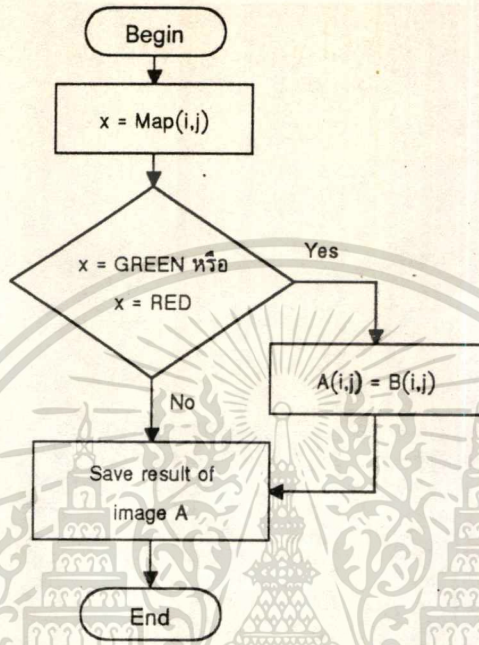 Begin
x = Map(i,j)
x = GREEN หรือ
x = RED
Yes
A(i,j) = B(i,j)
No
Save result of
image A
End